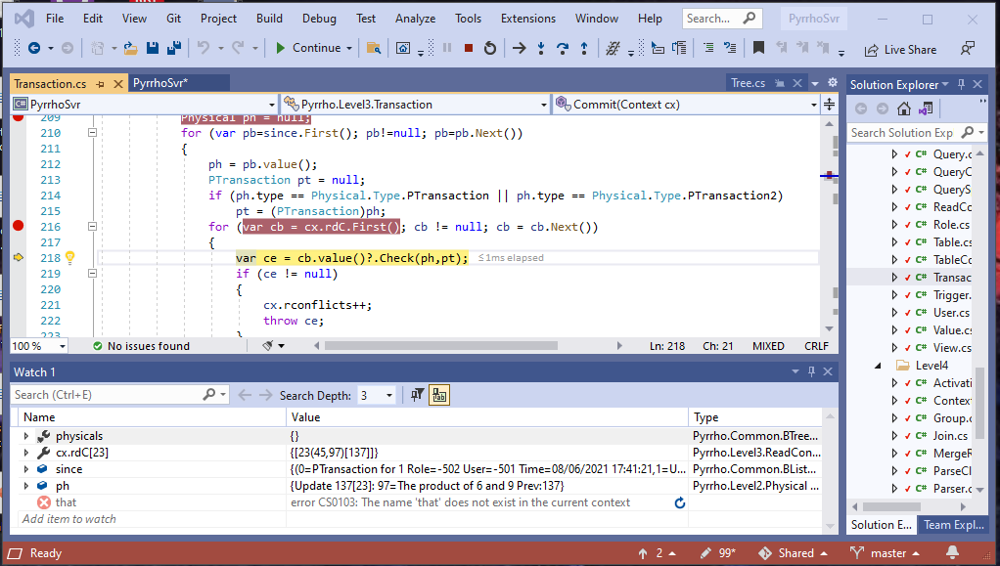 File Edit View Git Project Build Debug Test Analyze Tools Extensions Window Help Search... PyrrhoSvr
Continue Live Share
Transaction.cs PyrrhoSvr* Tree.cs Solution Explorer
C# PyrrhoSvr Pyrrho.Level3.Transaction Commit(Context cx)
Search Solution Exp
209 Physical ph = null;
210 for (var pb=since.First(); pb!=null; pb=pb.Next())
211 {
212 ph = pb.value();
213 PTransaction pt = null;
214 if (ph.type == Physical.Type.PTransaction || ph.type == Physical.Type.PTransaction2)
215 pt = (PTransaction)ph;
216 for (var cb = cx.rdC.First(); cb != null; cb = cb.Next())
217 {
218 var ce = cb.value()?.Check(ph,pt); ≤1ms elapsed
219 if (ce != null)
220 {
221 cx.rconflicts++;
222 throw ce;
223 }
100 % No issues found Ln: 218 Ch: 21 MIXED CRLF
C# Query.c
C# QueryC
C# QueryS
C# ReadCo
C# Role.cs
C# Table.cs
C# TableCo
C# Transac
C# Trigger.
C# User.cs
C# Value.cs
C# View.cs
Level4
C# Activati
C# Contex
C# Group.c
C# Join.cs
C# MergeR
C# ParseCl
C# Parser.c
Solution E... Team Expl...
Watch 1
Search (Ctrl+E) Search Depth: 3
Name Value Type
physicals {} Pyrrho.Common.BTree...
cx.rdC[23] {[23(45,97)[137]]} Pyrrho.Level3.ReadCon...
since {(0=PTransaction for 1 Role=-502 User=-501 Time=08/06/2021 17:41:21,1=U... Pyrrho.Common.BList...
ph {Update 137[23]: 97=The product of 6 and 9 Prev:137} Pyrrho.Level2.Physical ...
that error CS0103: The name 'that' does not exist in the current context
Add item to watch
Ready 2 99* Shared master